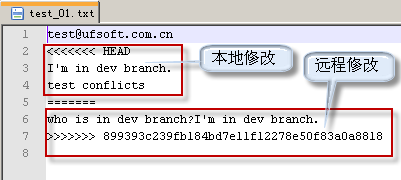 test_01.txt
1 test@ufsoft.com.cn
2 <<<<<<< HEAD
本地修改
远程修改
3 I'm in dev branch.
4 test conflicts
5 =======
6 who is in dev branch?I'm in dev branch.
7 >>>>>>> 899393c239fb184bd7e11f12278e50f83a0a8818
8